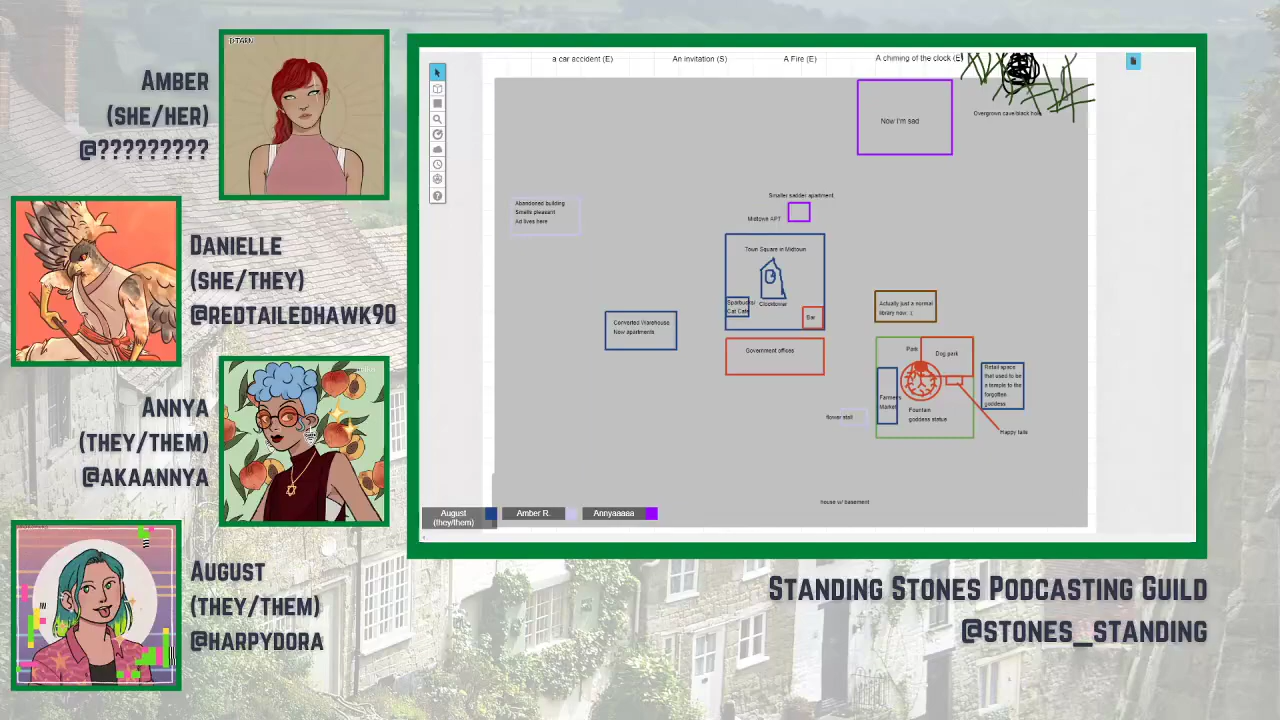 AMBER
(SHE/HER)
@?????????
DTARN
DANIELLE
(SHE/THEY)
@REDTAILEDHAWK90
ANNYA
(THEY/THEM)
@AKAANNYA
AUGUST
(THEY/THEM)
@HARPYDORA
a car accident (E)
An invitation (S)
A Fire (E)
A chiming of the clock (E)
Now I'm sad
Overgrown cave/black hole
Smaller sadder apartment.
Midtown APT
Abandoned building
Smells pleasant
Ad lives here
Town Square in Midtown
Clocktower
Cat Cafe
Bar
Converted Warehouse
Now apartments
Government offices
Actually just a normal
library now. :(
Park
Dog park
Farmers
Market
Fountain
goddess statue
Retail space
that used to be
a temple to the
forgotten
goddess
Happy tails
flower stall
house w/ basement
August
(they/them)
Amber R.
Annyaaaaa
STANDING STONES PODCASTING GUILD
@STONES_STANDING